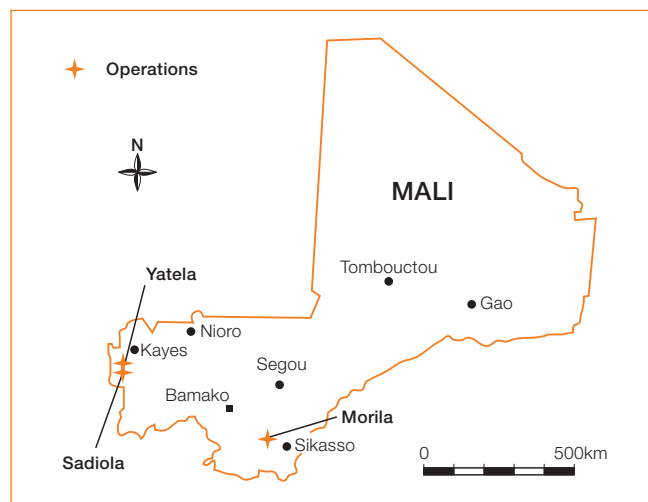 Operations
N
MALI
Tombouctou
Yatela
Gao
Nioro
Kayes
Segou
Bamako
Morila
Sikasso
Sadiola
0 500km